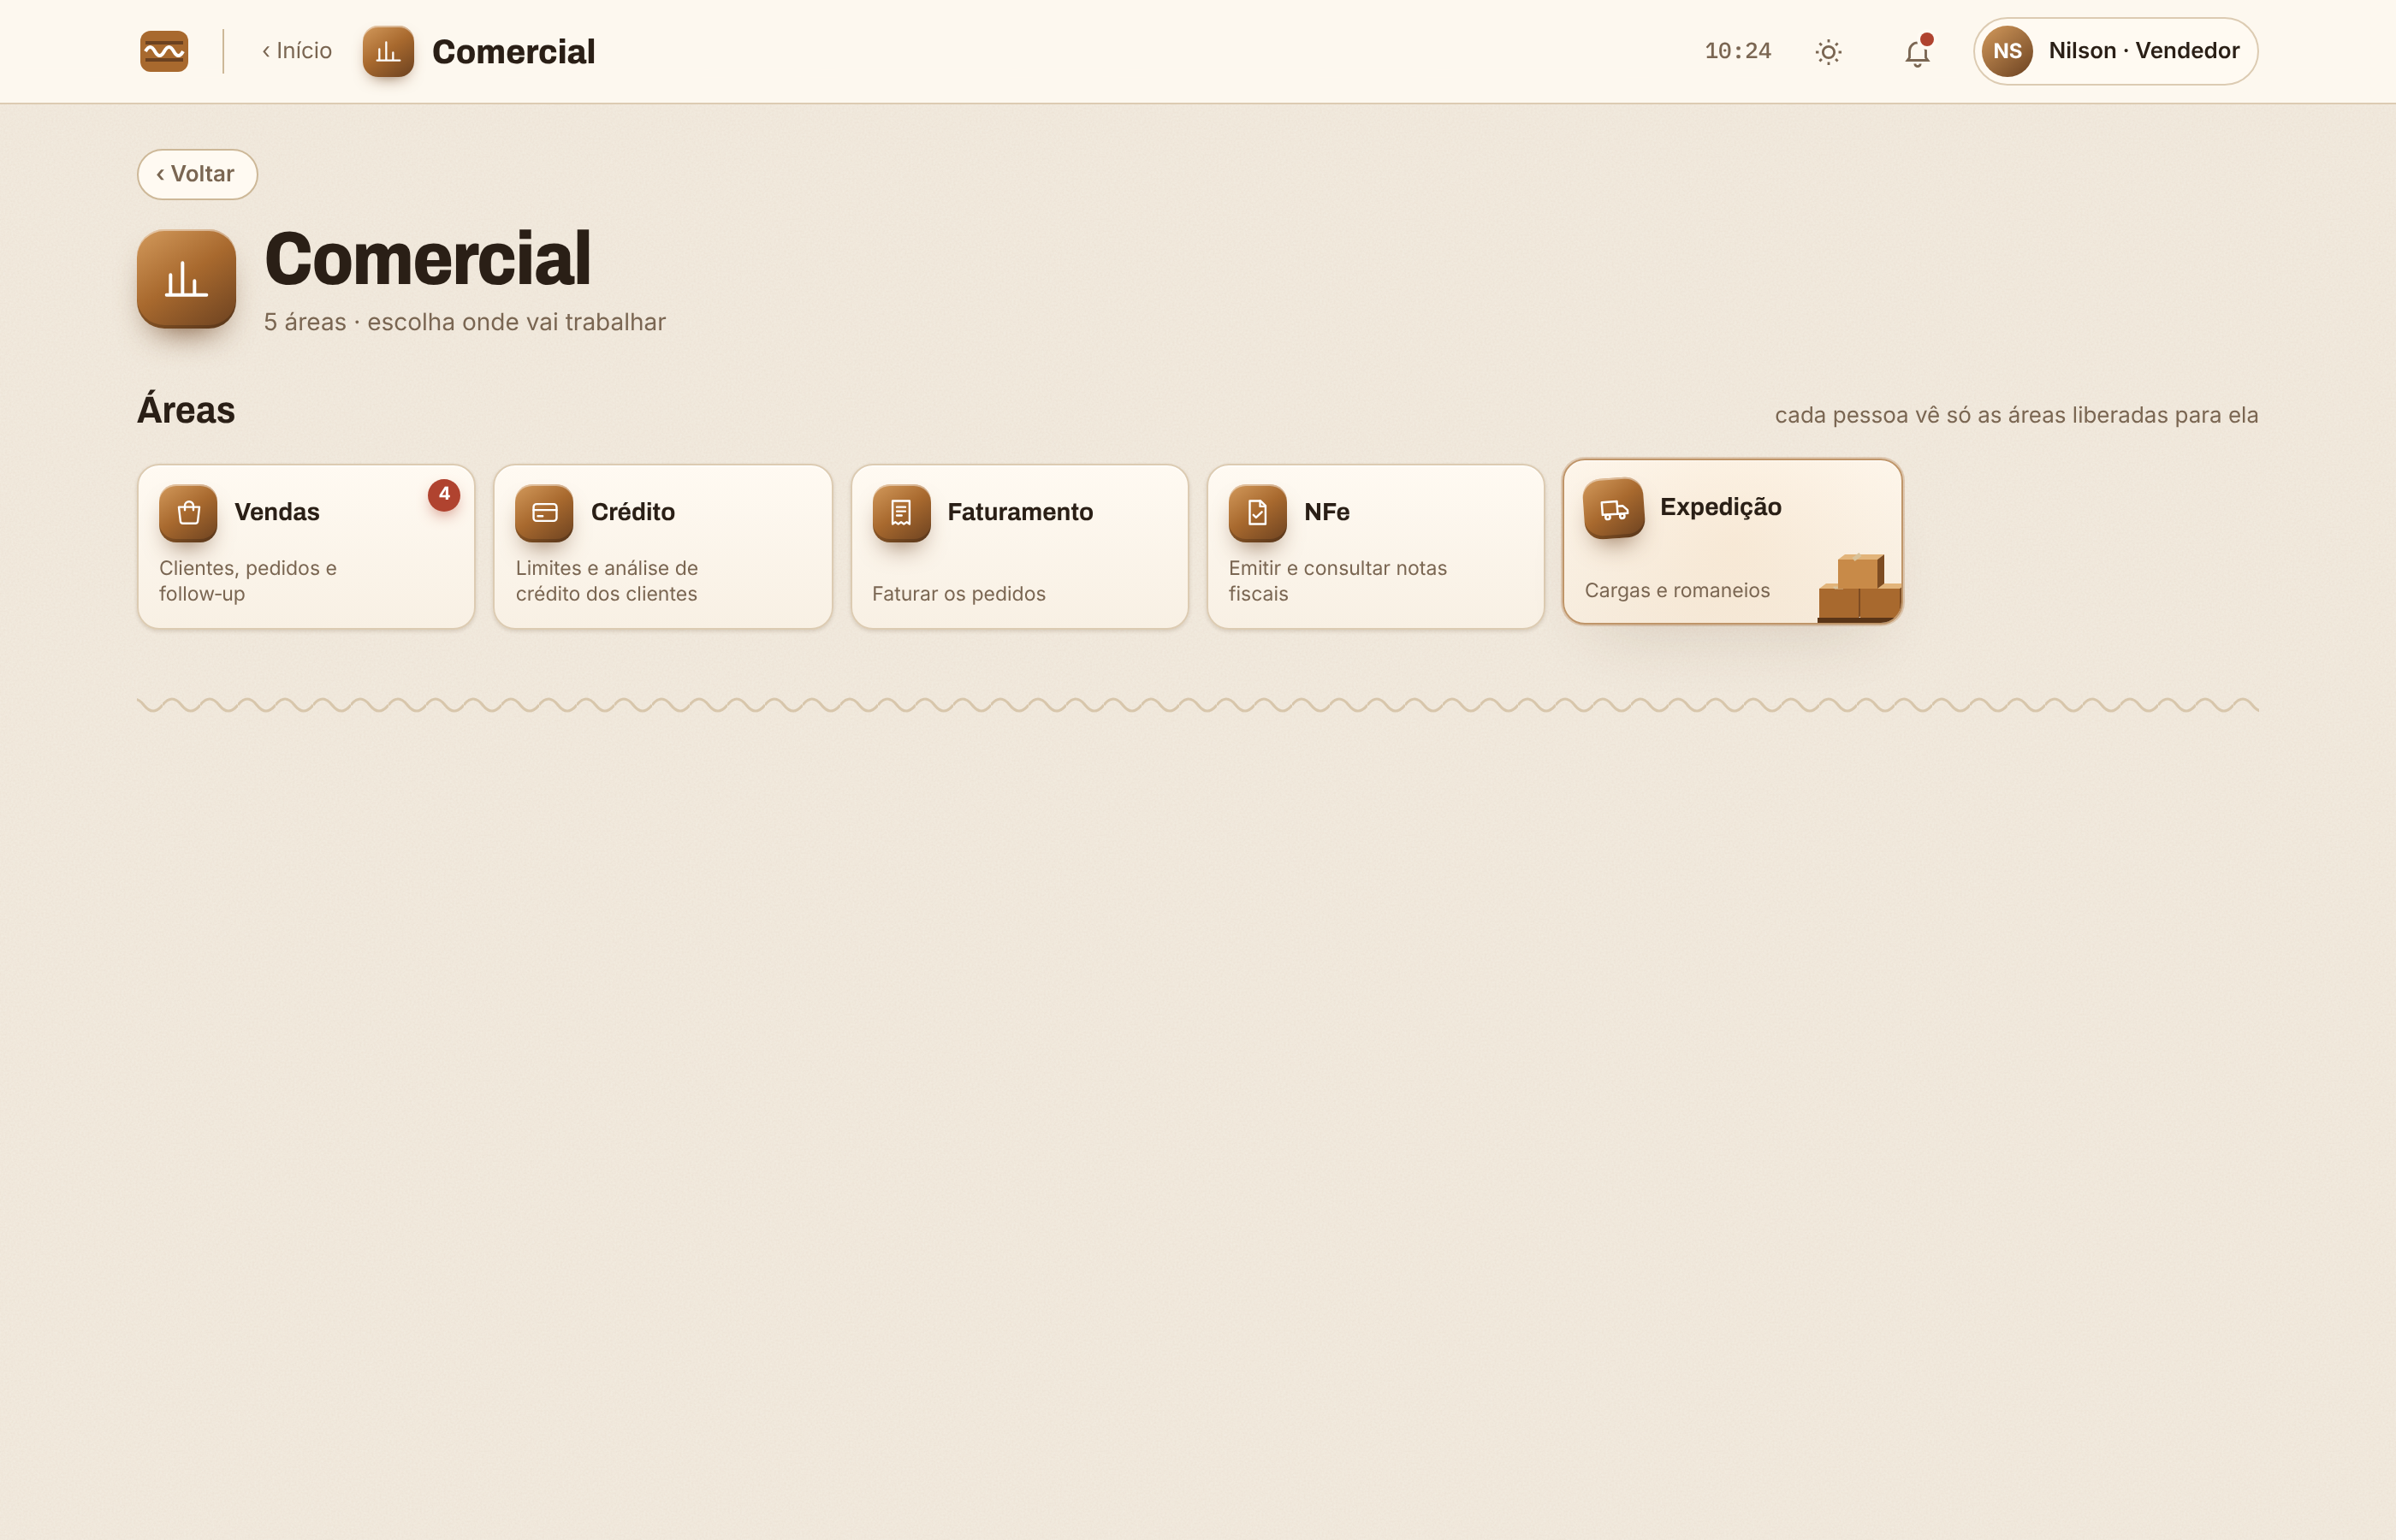 ‹ Início
Comercial
10:24
NS
Nilson · Vendedor
‹ Voltar
Comercial
5 áreas · escolha onde vai trabalhar
Áreas
cada pessoa vê só as áreas liberadas para ela
Vendas
4
Clientes, pedidos e
follow-up
Crédito
Limites e análise de
crédito dos clientes
Faturamento
Faturar os pedidos
NFe
Emitir e consultar notas
fiscais
Expedição
Cargas e romaneios